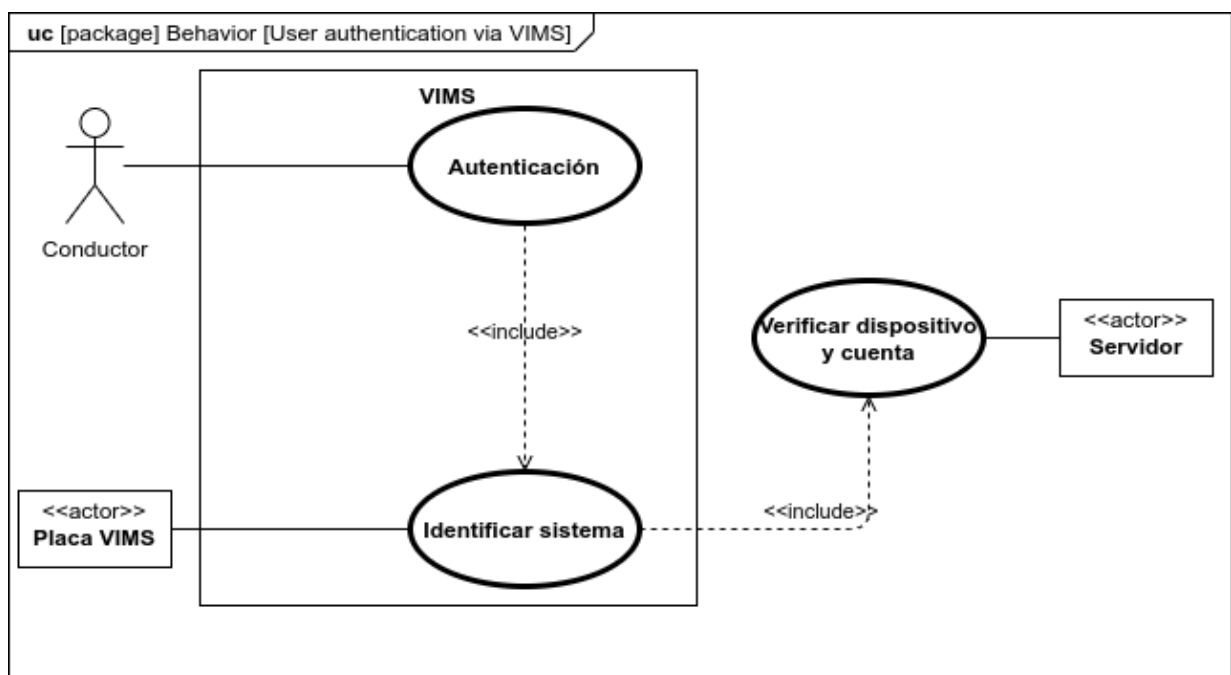 uc [package] Behavior [User authentication via VIMS]
VIMS
Autenticación
Conductor
<<include>>
Verificar dispositivo
y cuenta
<<actor>>
Servidor
<<actor>>
Placa VIMS
Identificar sistema
<<include>>